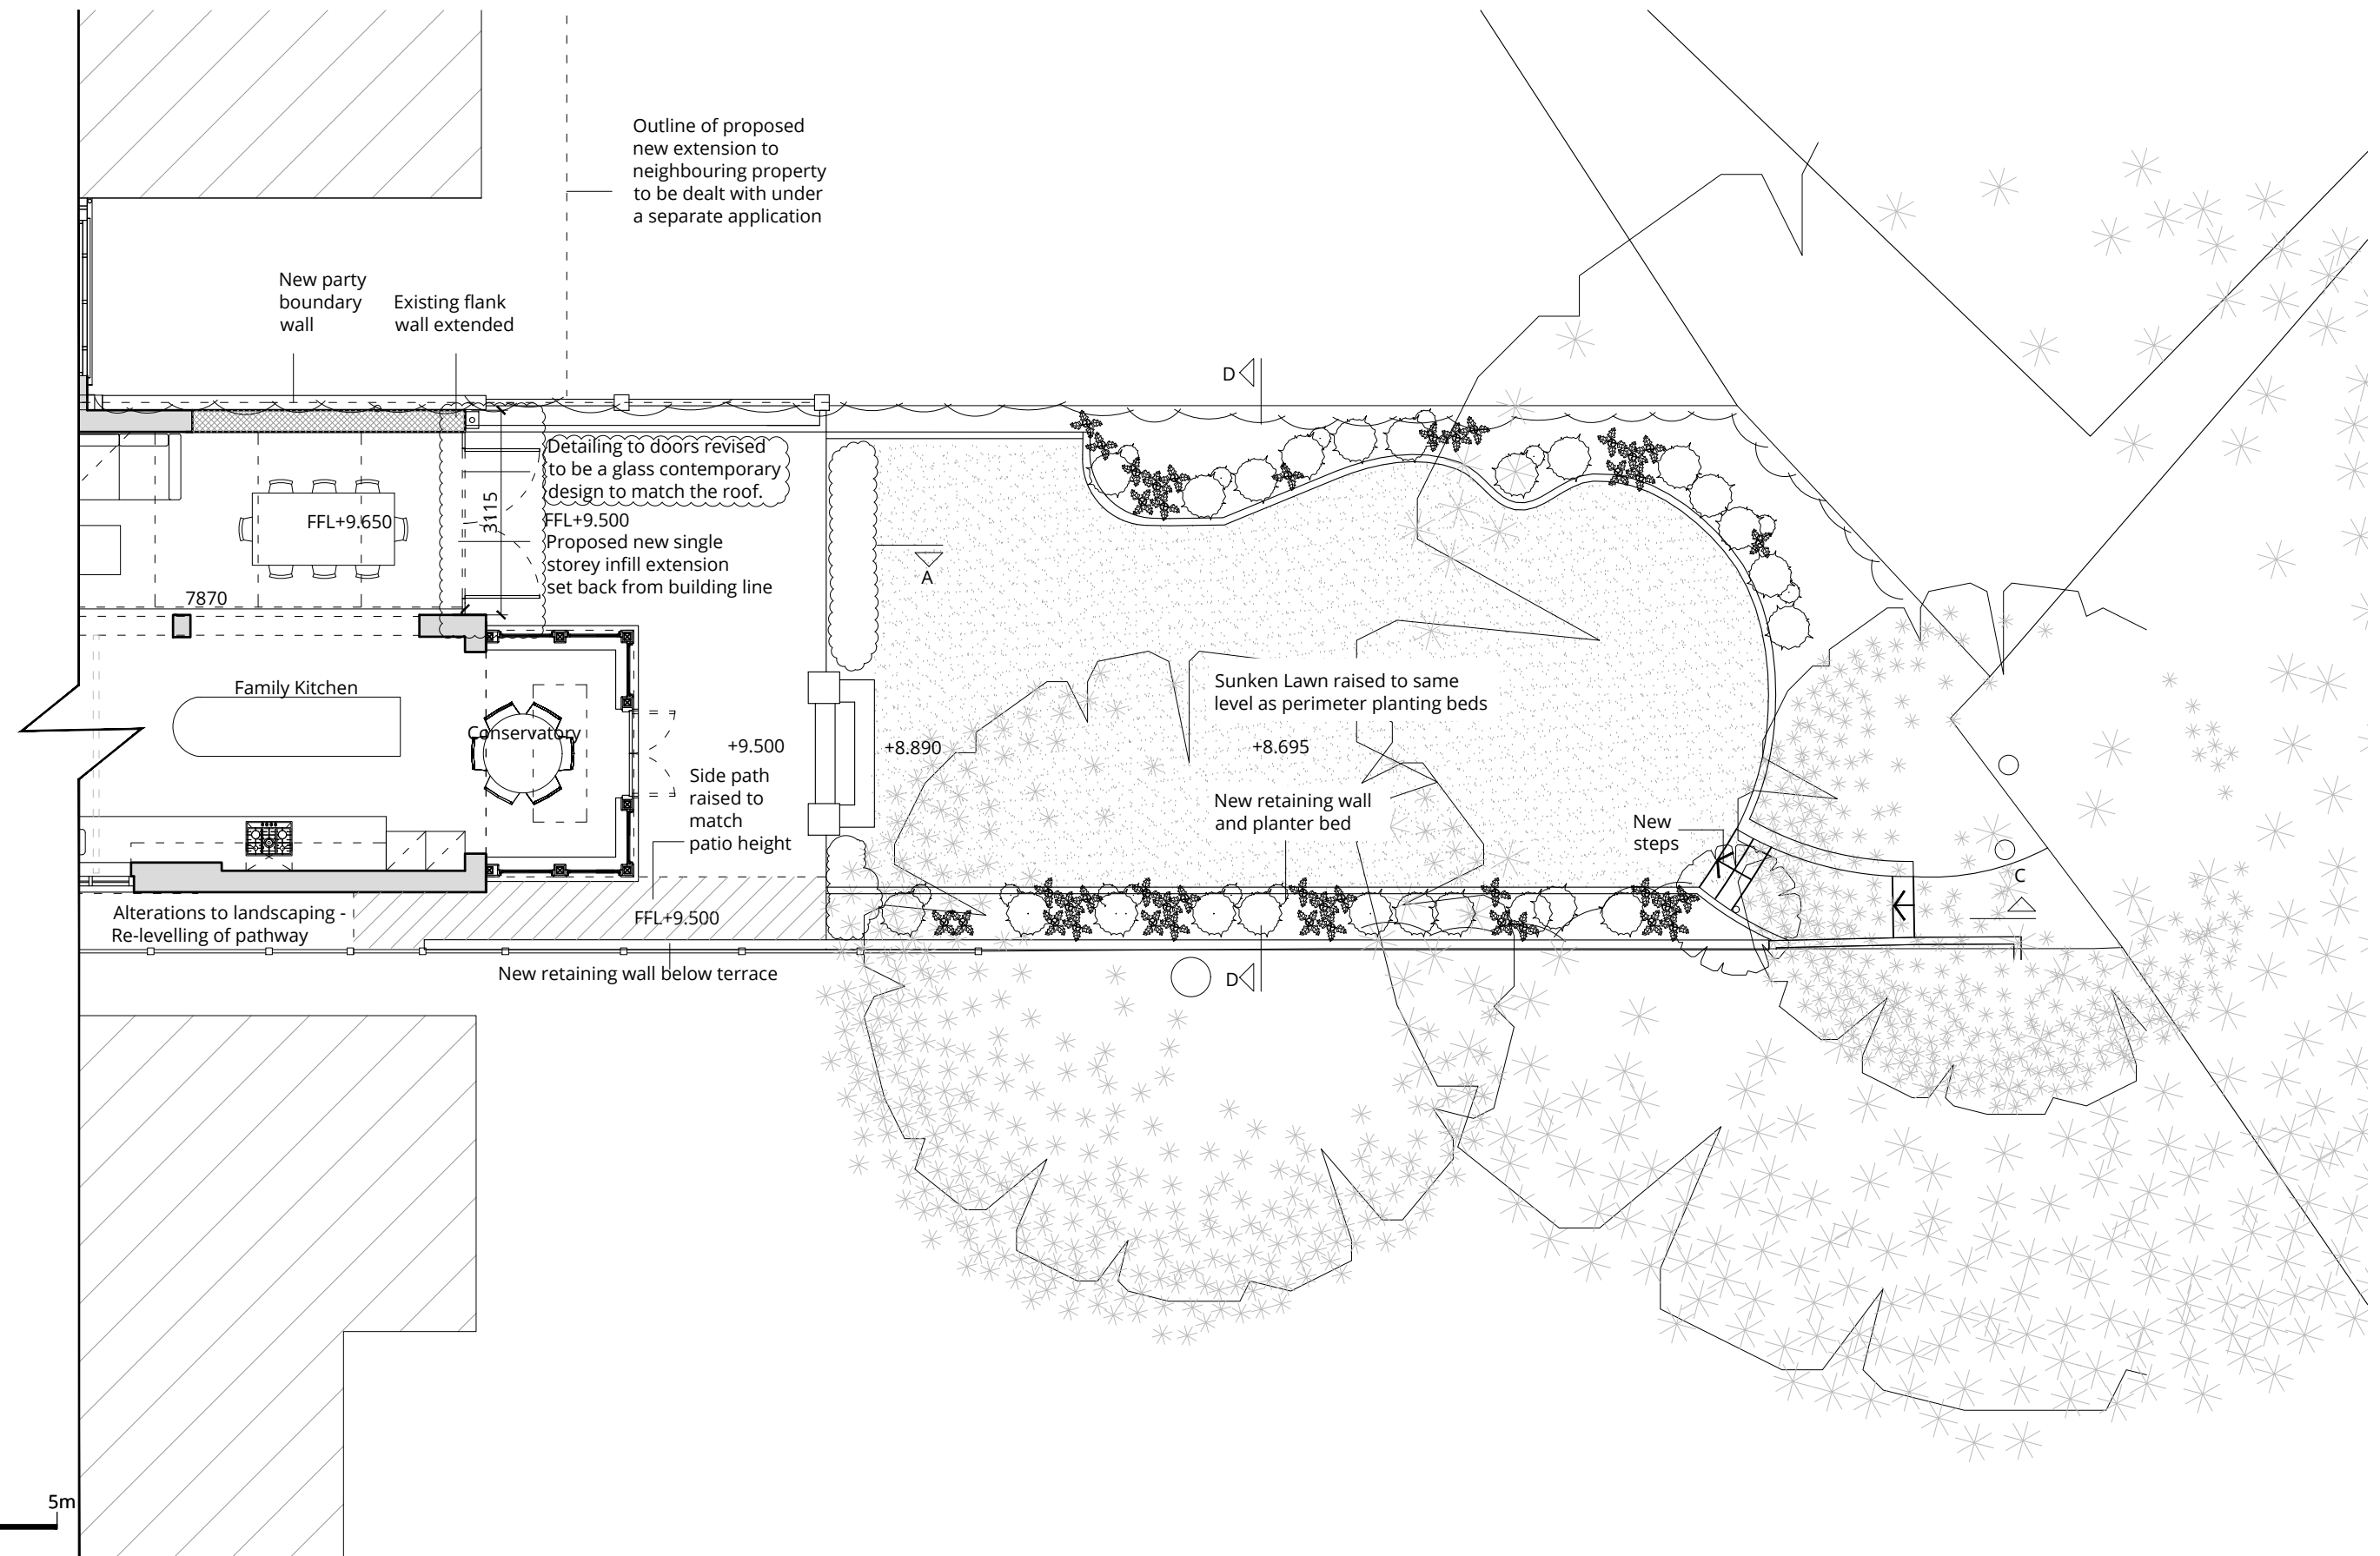 Outline of proposed
new extension to
neighbouring property
to be dealt with under
a separate application
New party
boundary
wall
Existing flank
wall extended
D
Detailing to doors revised
to be a glass contemporary
design to match the roof.
3115
FFL+9.500
Proposed new single
storey infill extension
set back from building line
FFL+9.650
7870
A
Family Kitchen
Conservatory
Sunken Lawn raised to same
level as perimeter planting beds
+9.500
+8.890
+8.695
Side path
raised to
match
patio height
New retaining wall
and planter bed
New
steps
C
Alterations to landscaping -
Re-levelling of pathway
FFL+9.500
New retaining wall below terrace
D
5m